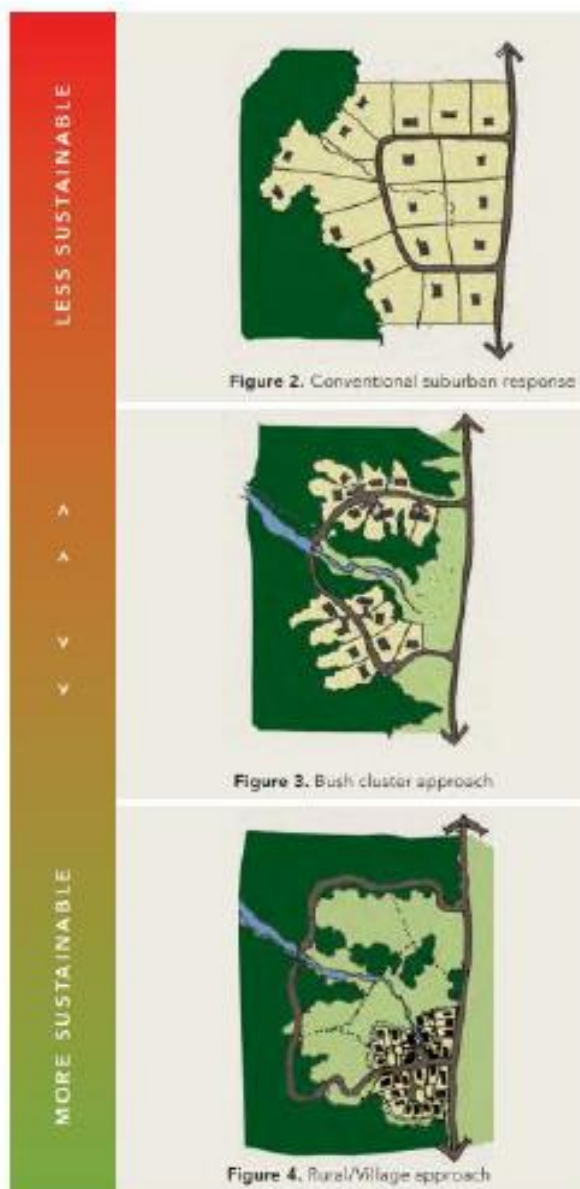 LESS SUSTAINABLE
Figure 2. Conventional suburban response
Figure 3. Bush cluster approach
MORE SUSTAINABLE
Figure 4. Rural/Village approach